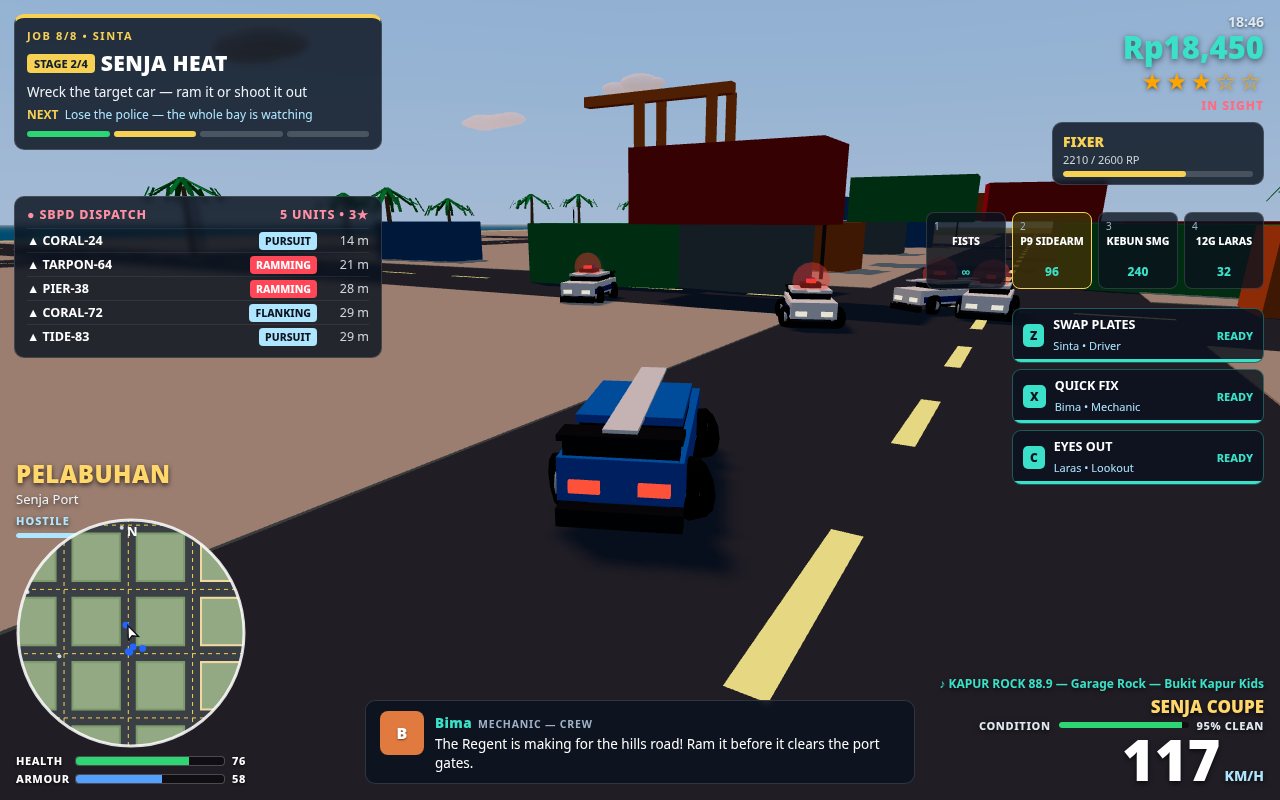 JOB 8/8 • SINTA
STAGE 2/4 SENJA HEAT
Wreck the target car — ram it or shoot it out
NEXT Lose the police — the whole bay is watching
● SBPD DISPATCH 5 UNITS • 3★
▲ CORAL-24 PURSUIT 14 m
▲ TARPON-64 RAMMING 21 m
▲ PIER-38 RAMMING 28 m
▲ CORAL-72 FLANKING 29 m
▲ TIDE-83 PURSUIT 29 m
18:46
Rp18,450
★★★☆☆
IN SIGHT
FIXER
2210 / 2600 RP
1 FISTS ∞
2 P9 SIDEARM 96
3 KEBUN SMG 240
4 12G LARAS 32
Z SWAP PLATES READY
Sinta • Driver
X QUICK FIX READY
Bima • Mechanic
C EYES OUT READY
Laras • Lookout
PELABUHAN
Senja Port
HOSTILE
N
HEALTH 76
ARMOUR 58
B
Bima MECHANIC — CREW
The Regent is making for the hills road! Ram it before it clears the port
gates.
♪ KAPUR ROCK 88.9 — Garage Rock — Bukit Kapur Kids
SENJA COUPE
CONDITION 95% CLEAN
117 KM/H